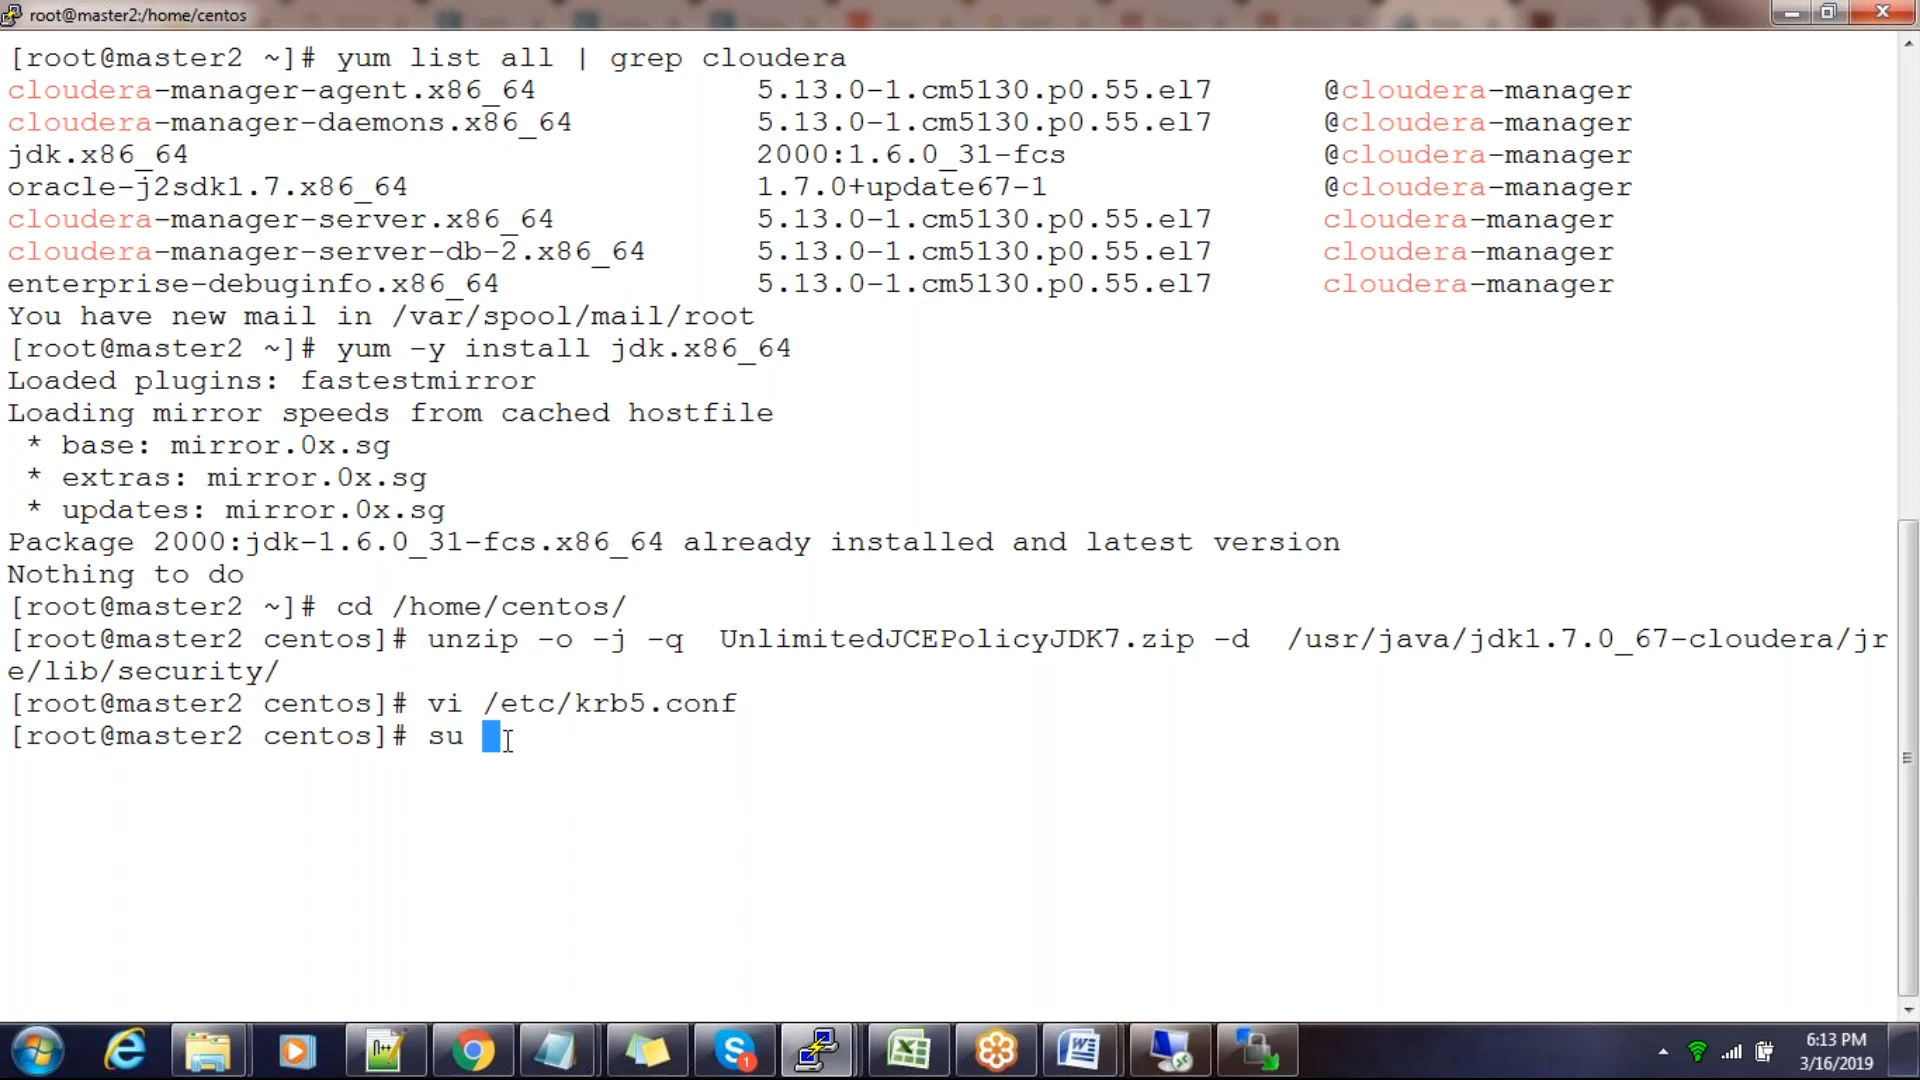 root@master2:/home/centos
[root@master2 ~]# yum list all | grep cloudera
cloudera-manager-agent.x86_64 5.13.0-1.cm5130.p0.55.el7 @cloudera-manager
cloudera-manager-daemons.x86_64 5.13.0-1.cm5130.p0.55.el7 @cloudera-manager
jdk.x86_64 2000:1.6.0_31-fcs @cloudera-manager
oracle-j2sdk1.7.x86_64 1.7.0+update67-1 @cloudera-manager
cloudera-manager-server.x86_64 5.13.0-1.cm5130.p0.55.el7 cloudera-manager
cloudera-manager-server-db-2.x86_64 5.13.0-1.cm5130.p0.55.el7 cloudera-manager
enterprise-debuginfo.x86_64 5.13.0-1.cm5130.p0.55.el7 cloudera-manager
You have new mail in /var/spool/mail/root
[root@master2 ~]# yum -y install jdk.x86_64
Loaded plugins: fastestmirror
Loading mirror speeds from cached hostfile
* base: mirror.0x.sg
* extras: mirror.0x.sg
* updates: mirror.0x.sg
Package 2000:jdk-1.6.0_31-fcs.x86_64 already installed and latest version
Nothing to do
[root@master2 ~]# cd /home/centos/
[root@master2 centos]# unzip -o -j -q  UnlimitedJCEPolicyJDK7.zip -d  /usr/java/jdk1.7.0_67-cloudera/jr
e/lib/security/
[root@master2 centos]# vi /etc/krb5.conf
[root@master2 centos]# su
n++
S
1
W
6:13 PM
3/16/2019